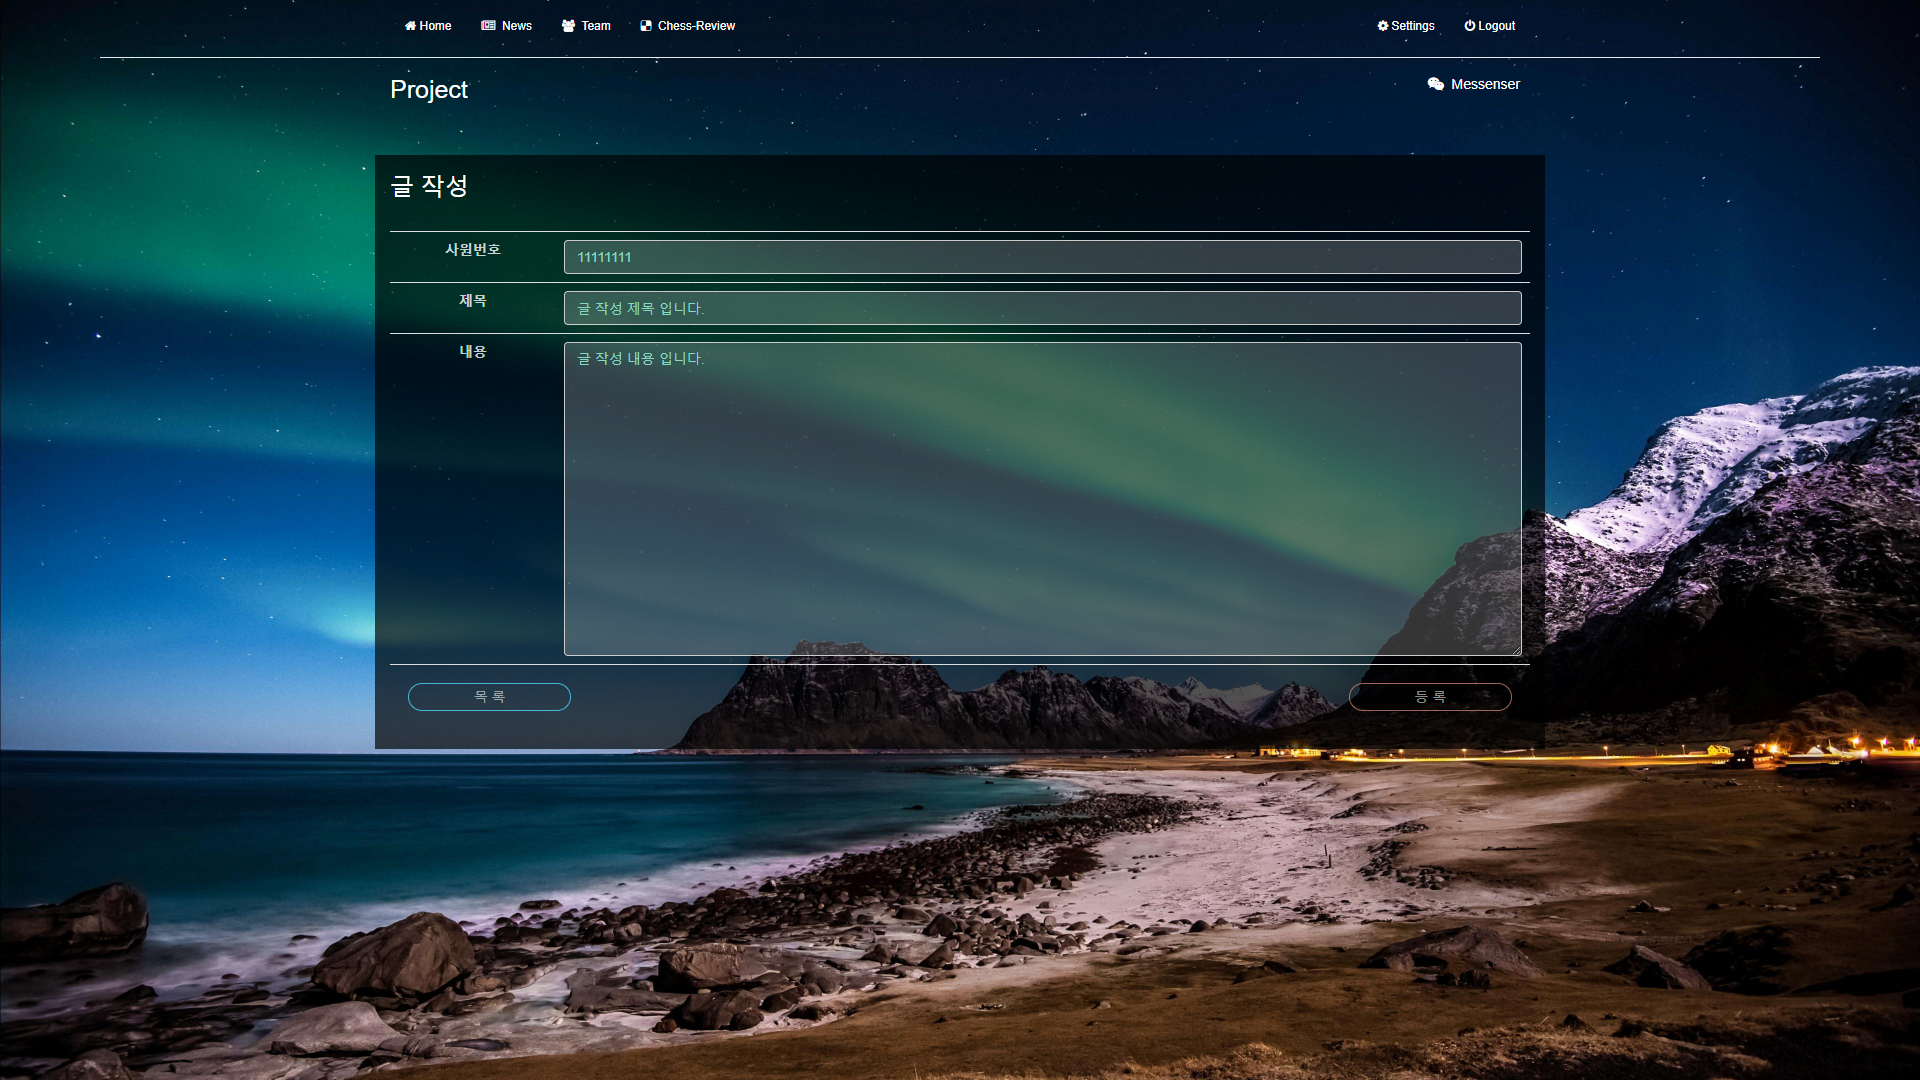 Home News Team Chess-Review Settings Logout
Project Messenser
글 작성
사원번호 11111111
제목 글 작성 제목 입니다.
내용 글 작성 내용 입니다.
목 록 등 록